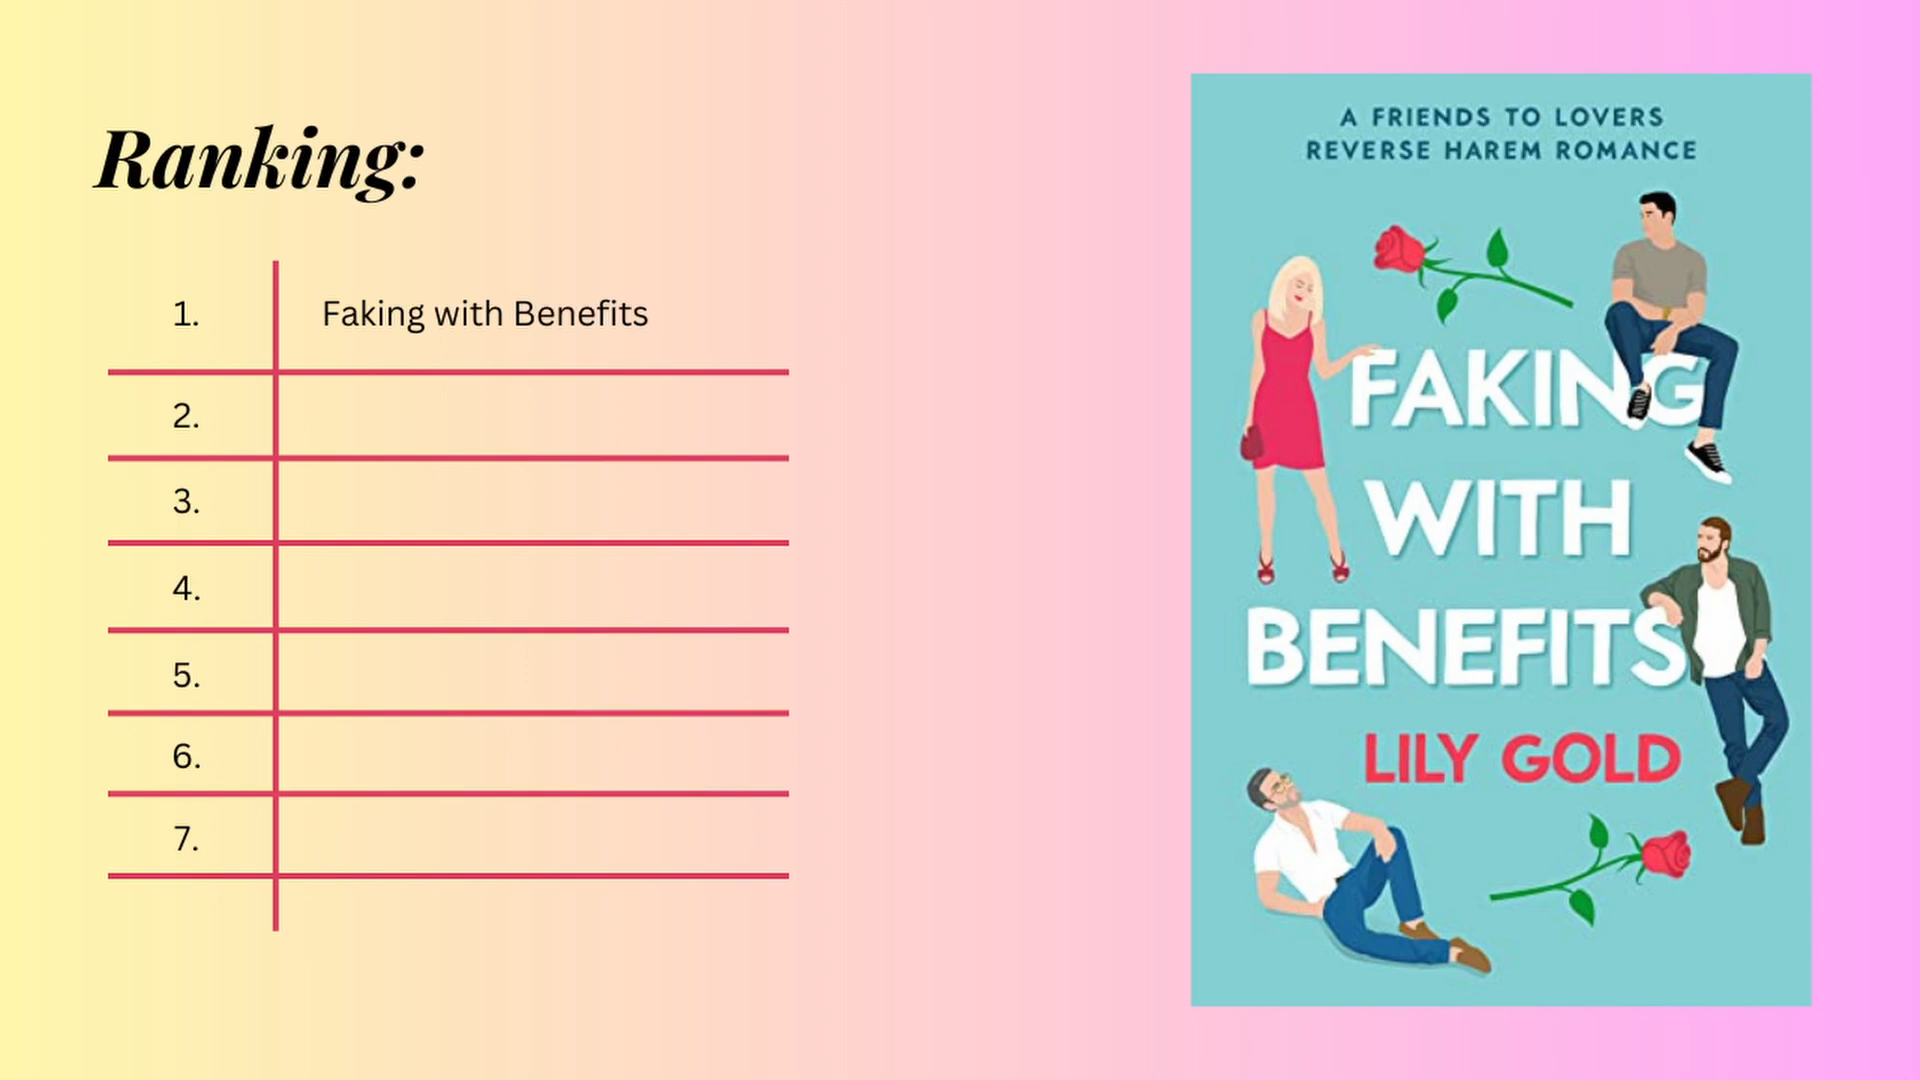 Ranking:
1. Faking with Benefits
2.
3.
4.
5.
6.
7.
A FRIENDS TO LOVERS
REVERSE HAREM ROMANCE
FAKING
WITH
BENEFITS
LILY GOLD